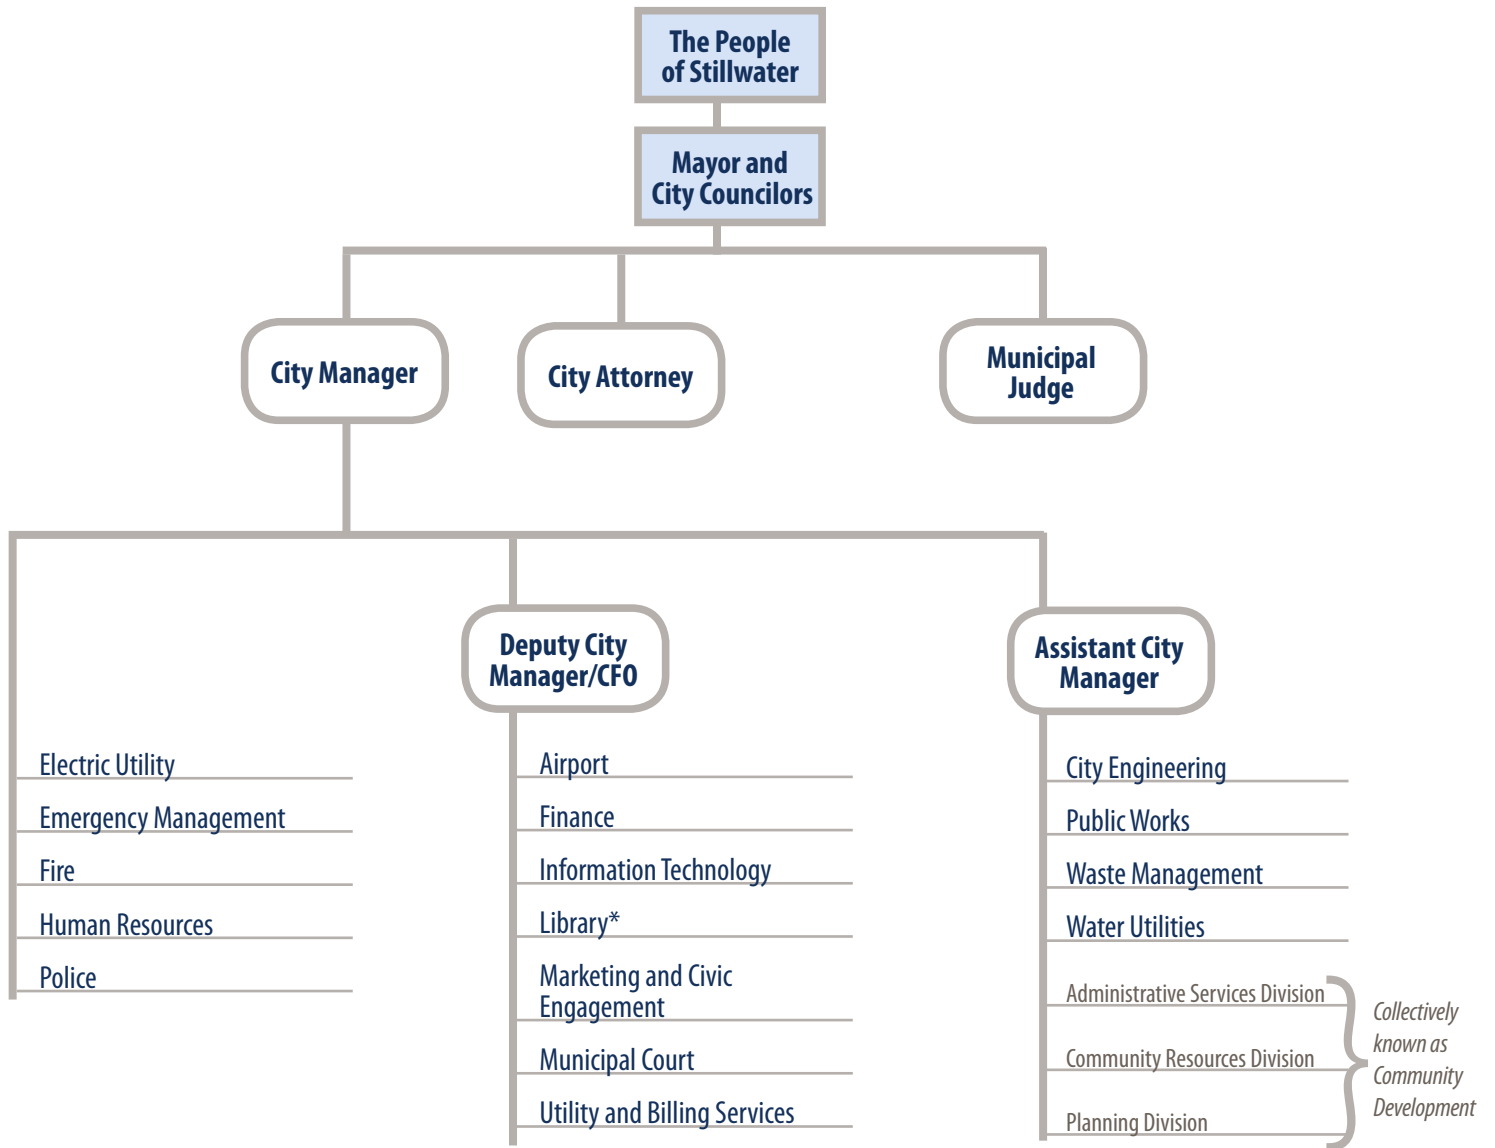 The People
of Stillwater
Mayor and
City Councilors
City Manager
City Attorney
Municipal
Judge
Deputy City
Manager/CFO
Assistant City
Manager
Electric Utility
Emergency Management
Fire
Human Resources
Police
Airport
Finance
Information Technology
Library*
Marketing and Civic
Engagement
Municipal Court
Utility and Billing Services
City Engineering
Public Works
Waste Management
Water Utilities
Administrative Services Division
Community Resources Division
Planning Division
Collectively
known as
Community
Development